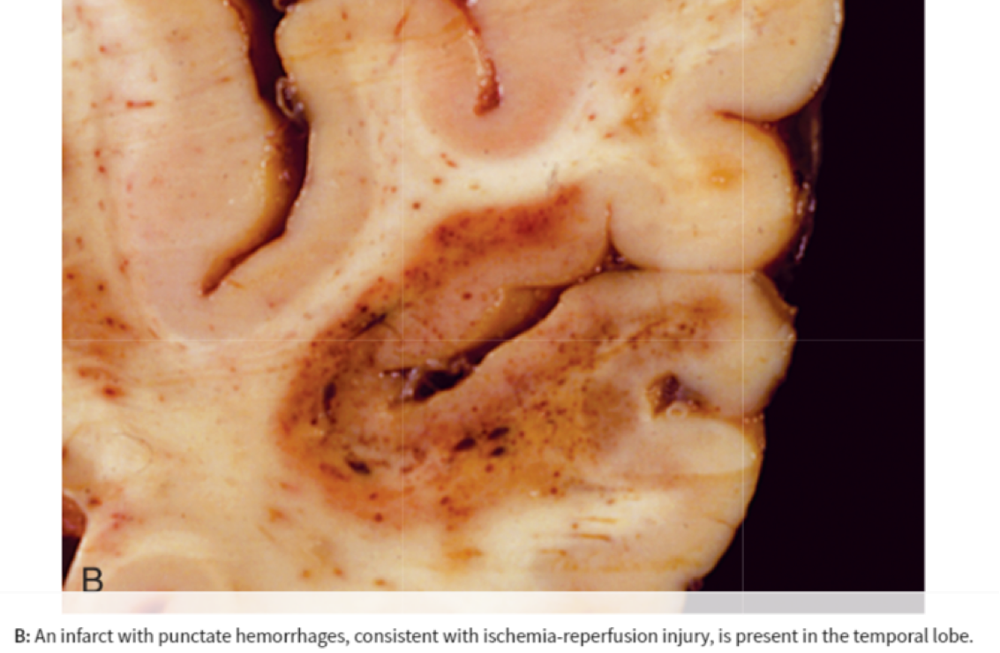 B
B: An infarct with punctate hemorrhages, consistent with ischemia-reperfusion injury, is present in the temporal lobe.